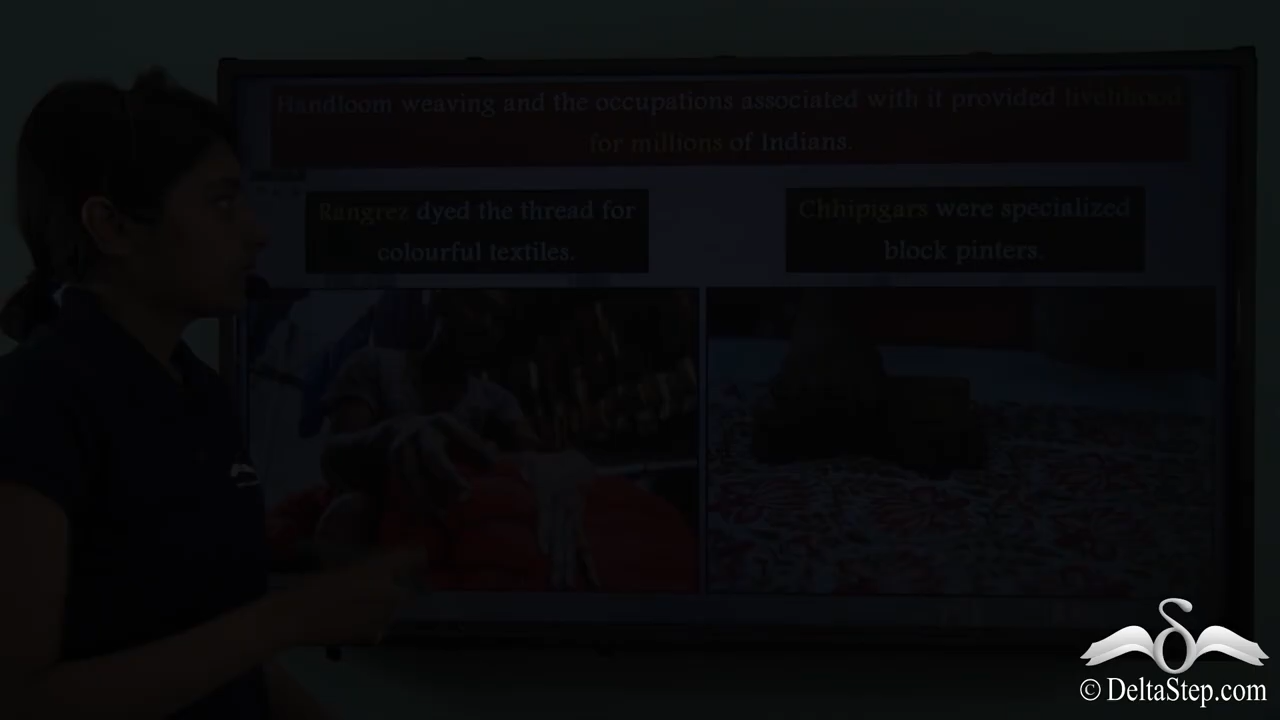 Handloom weaving and the occupations associated with it provided livelihood
for millions of Indians.
Rangrez dyed the thread for
colourful textiles.
Chhipigars were specialized
block pinters.
© DeltaStep.com